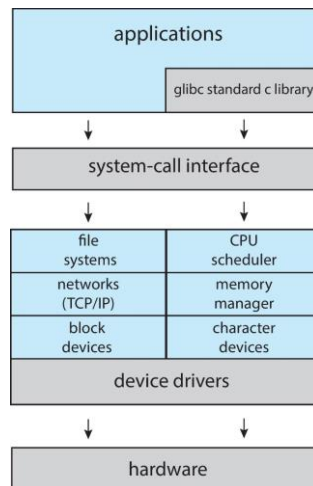 applications
glibc standard c library
system-call interface
file
systems
CPU
scheduler
networks
(TCP/IP)
memory
manager
block
devices
character
devices
device drivers
hardware